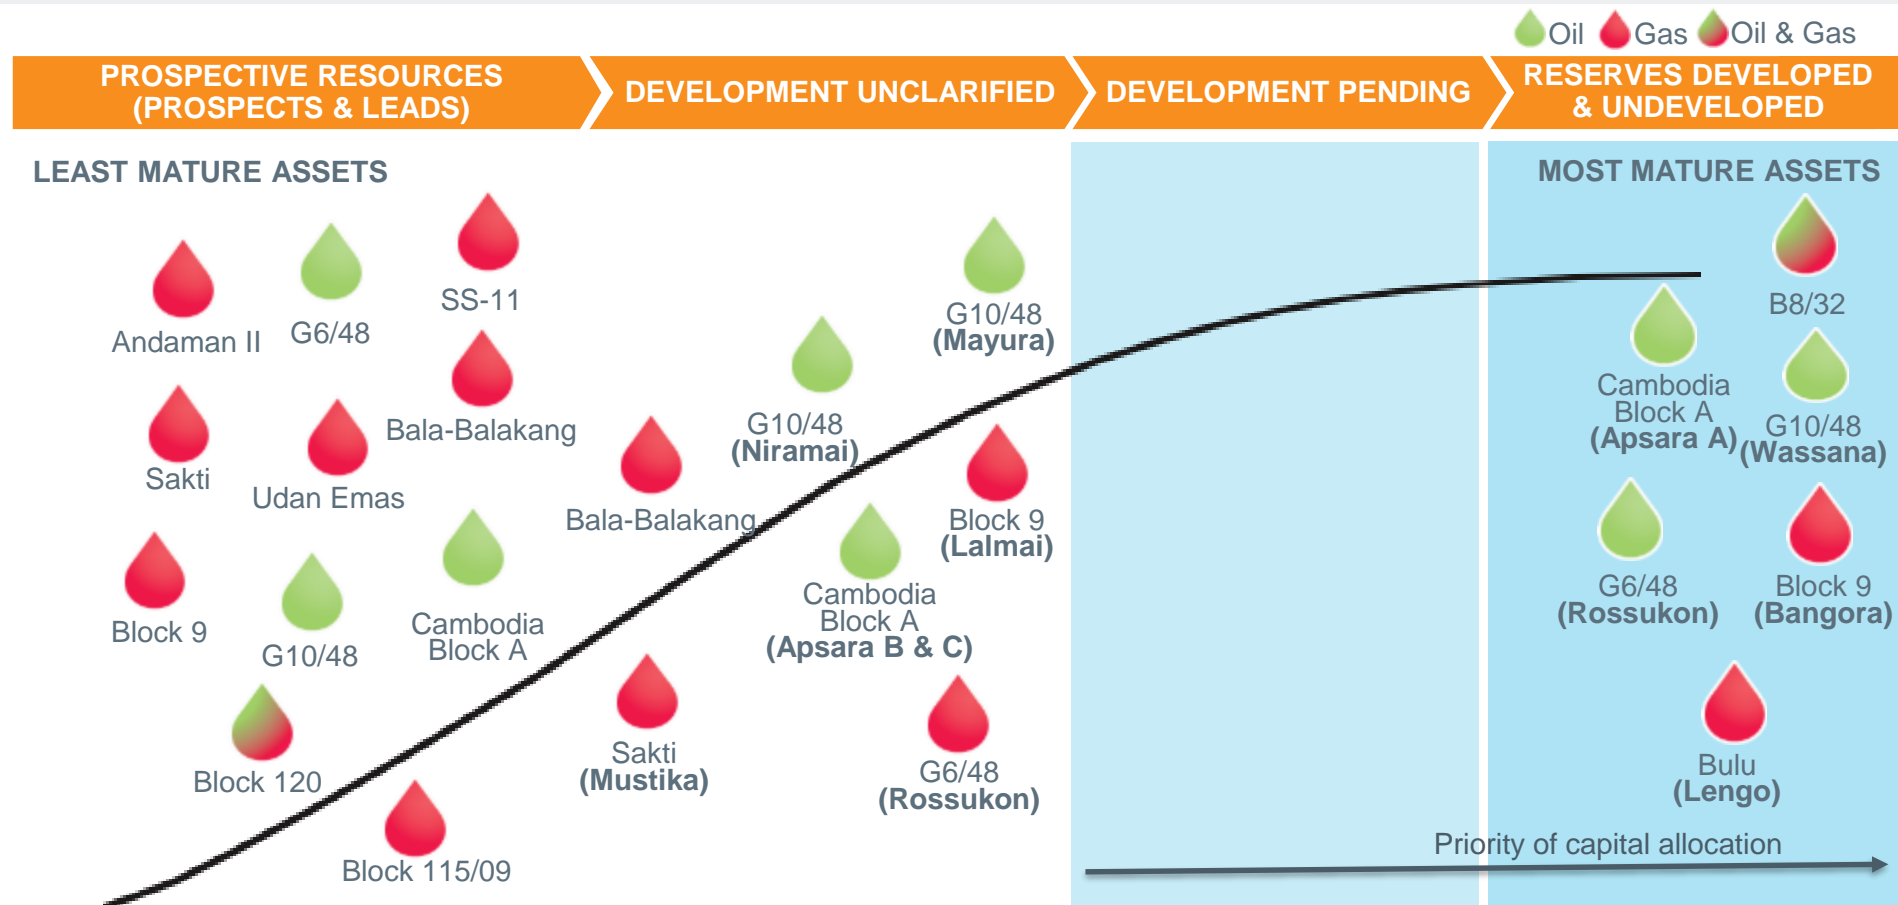 Oil
Gas
Oil & Gas
PROSPECTIVE RESOURCES
(PROSPECTS & LEADS)
DEVELOPMENT UNCLARIFIED
DEVELOPMENT PENDING
RESERVES DEVELOPED
& UNDEVELOPED
LEAST MATURE ASSETS
MOST MATURE ASSETS
Andaman II
G6/48
SS-11
Sakti
Udan Emas
Bala-Balakang
Block 9
G10/48
Cambodia
Block A
Block 120
Block 115/09
Bala-Balakang
G10/48
(Niramai)
G10/48
(Mayura)
Block 9
(Lalmai)
Cambodia
Block A
(Apsara B & C)
Sakti
(Mustika)
G6/48
(Rossukon)
B8/32
Cambodia
Block A
(Apsara A)
G10/48
(Wassana)
G6/48
(Rossukon)
Block 9
(Bangora)
Bulu
(Lengo)
Priority of capital allocation